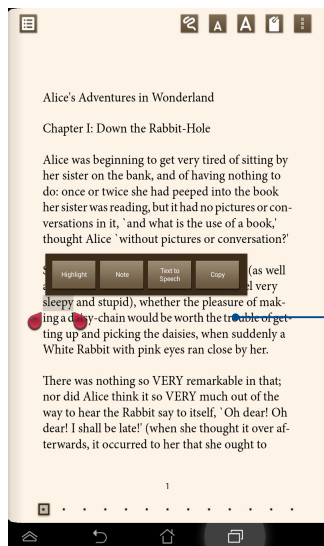 A A
Alice's Adventures in Wonderland
Chapter I: Down the Rabbit-Hole
Alice was beginning to get very tired of sitting by
her sister on the bank, and of having nothing to
do: once or twice she had peeped into the book
her sister was reading, but it had no pictures or con-
versations in it, `and what is the use of a book,'
thought Alice `without pictures or conversation?'
Highlight Note Text to Speech Copy
(as well
very
sleepy and stupid), whether the pleasure of mak-
ing a daisy-chain would be worth the trouble of get-
ting up and picking the daisies, when suddenly a
White Rabbit with pink eyes ran close by her.
There was nothing so VERY remarkable in that;
nor did Alice think it so VERY much out of the
way to hear the Rabbit say to itself, `Oh dear! Oh
dear! I shall be late!' (when she thought it over af-
terwards, it occurred to her that she ought to
1